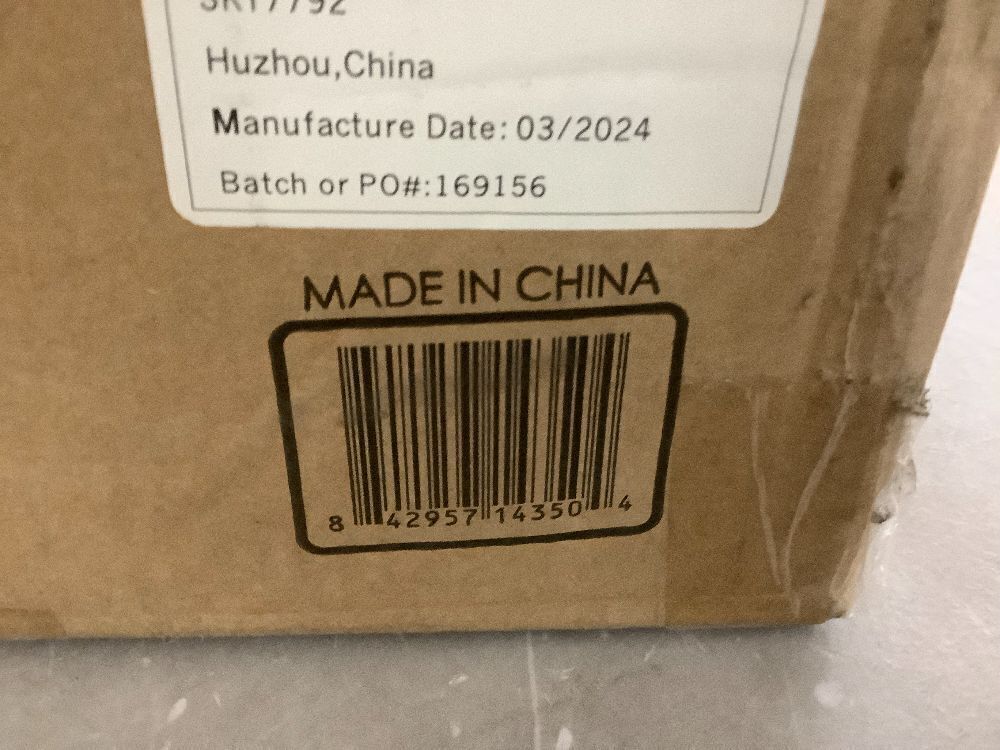 Huzhou,China
Manufacture Date: 03/2024
Batch or PO#:169156
MADE IN CHINA
8 42957 14350 4